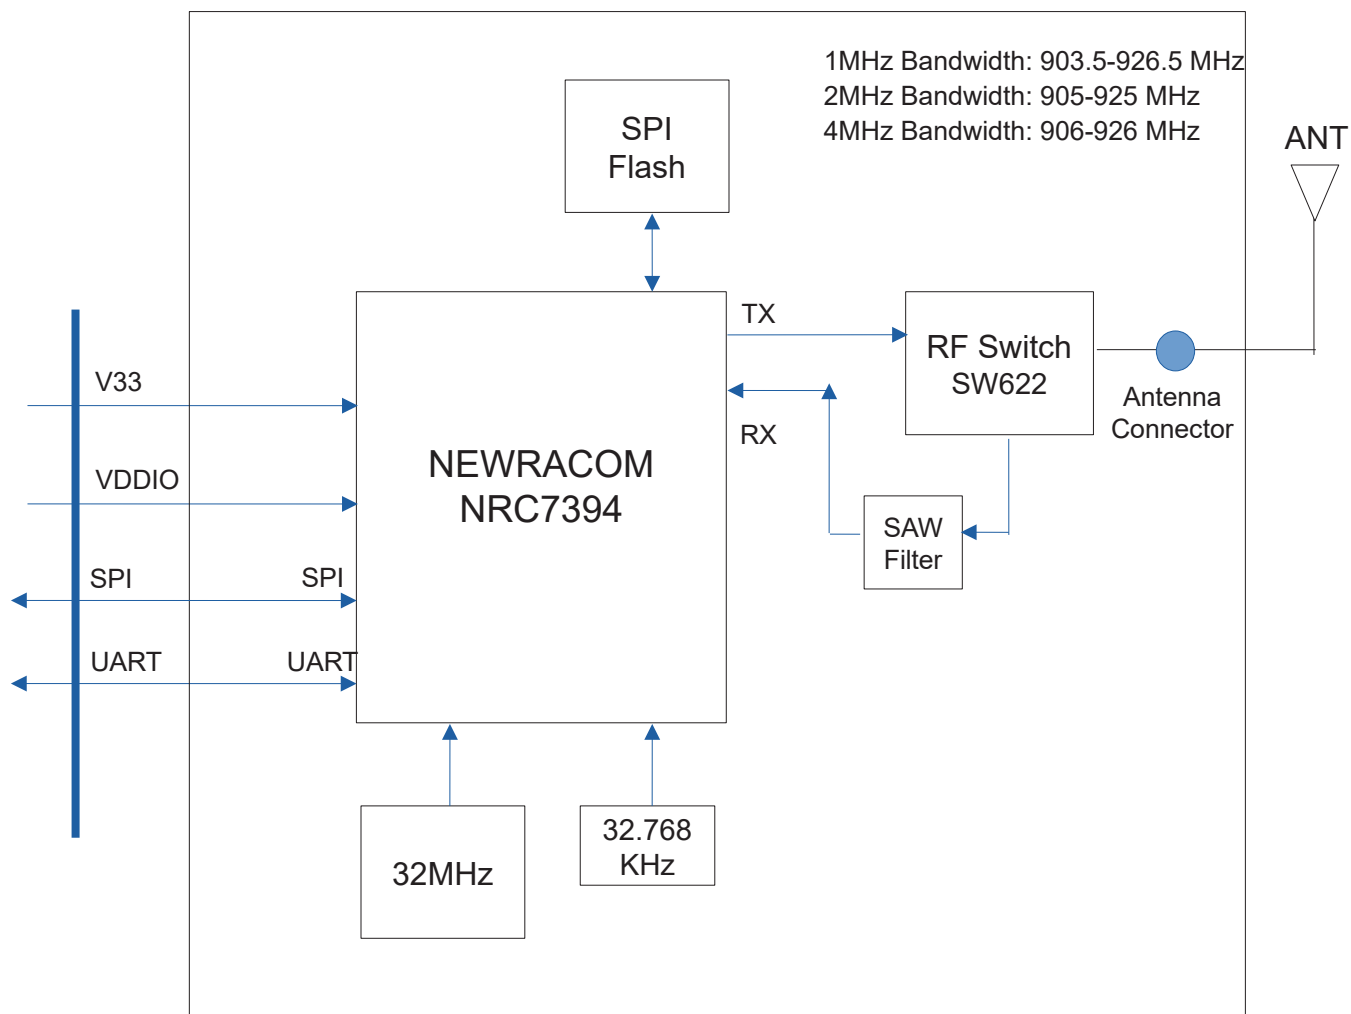 1MHz Bandwidth: 903.5-926.5 MHz
2MHz Bandwidth: 905-925 MHz
4MHz Bandwidth: 906-926 MHz
ANT
SPI
Flash
TX
RF Switch
SW622
V33
RX
Antenna
Connector
NEWRACOM
NRC7394
VDDIO
SAW
Filter
SPI
SPI
UART
UART
32MHz
32.768
KHz